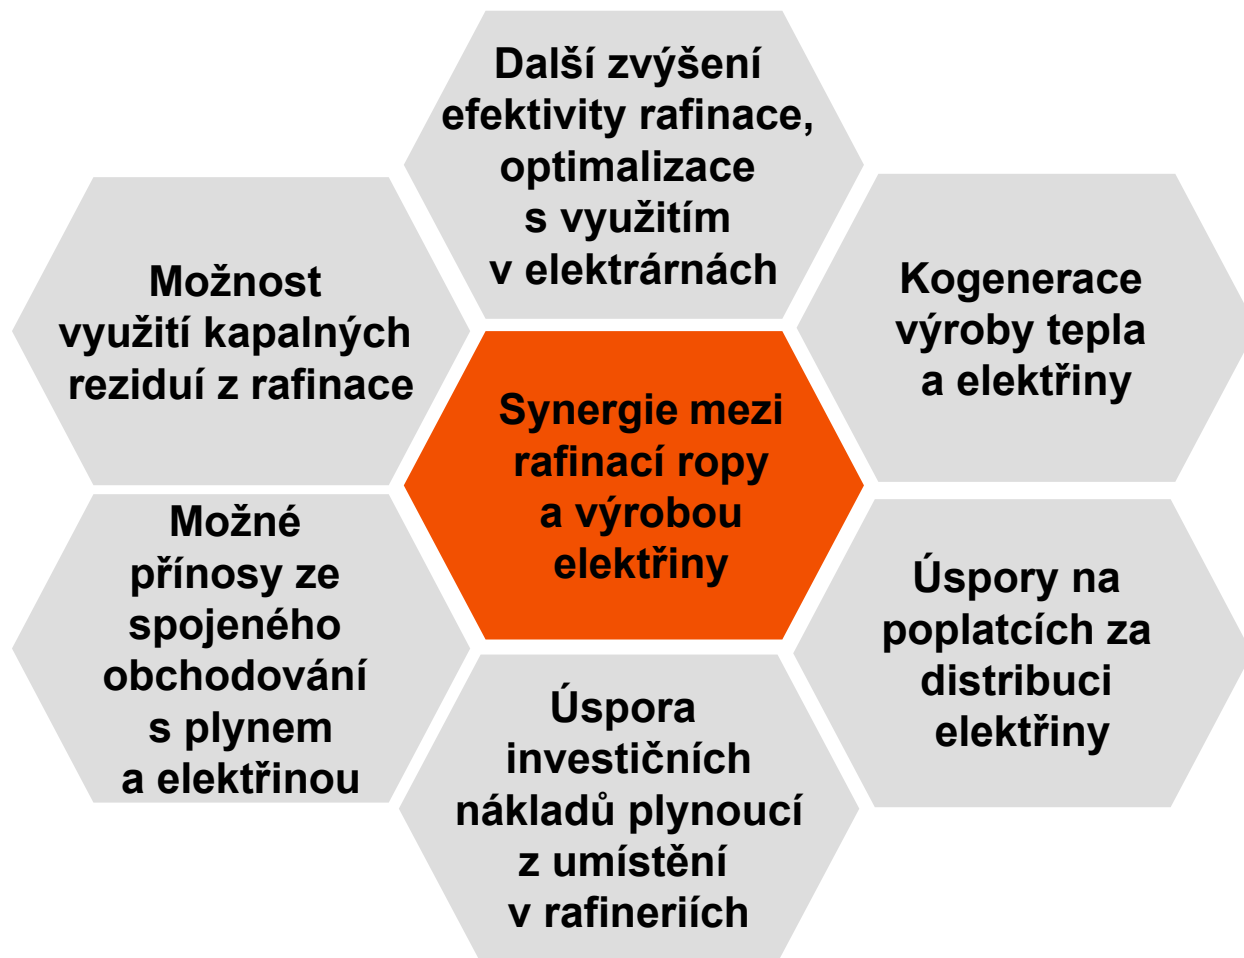 Další zvýšení
efektivity rafinace,
optimalizace
s využitím
v elektrárnách
Možnost
využití kapalných
reziduí z rafinace
Kogenerace
výroby tepla
a elektřiny
Synergie mezi
rafinací ropy
a výrobou
elektřiny
Možné
přínosy ze
spojeného
obchodování
s plynem
a elektřinou
Úspory na
poplatcích za
distribuci
elektřiny
Úspora
investičních
nákladů plynoucí
z umístění
v rafineriích